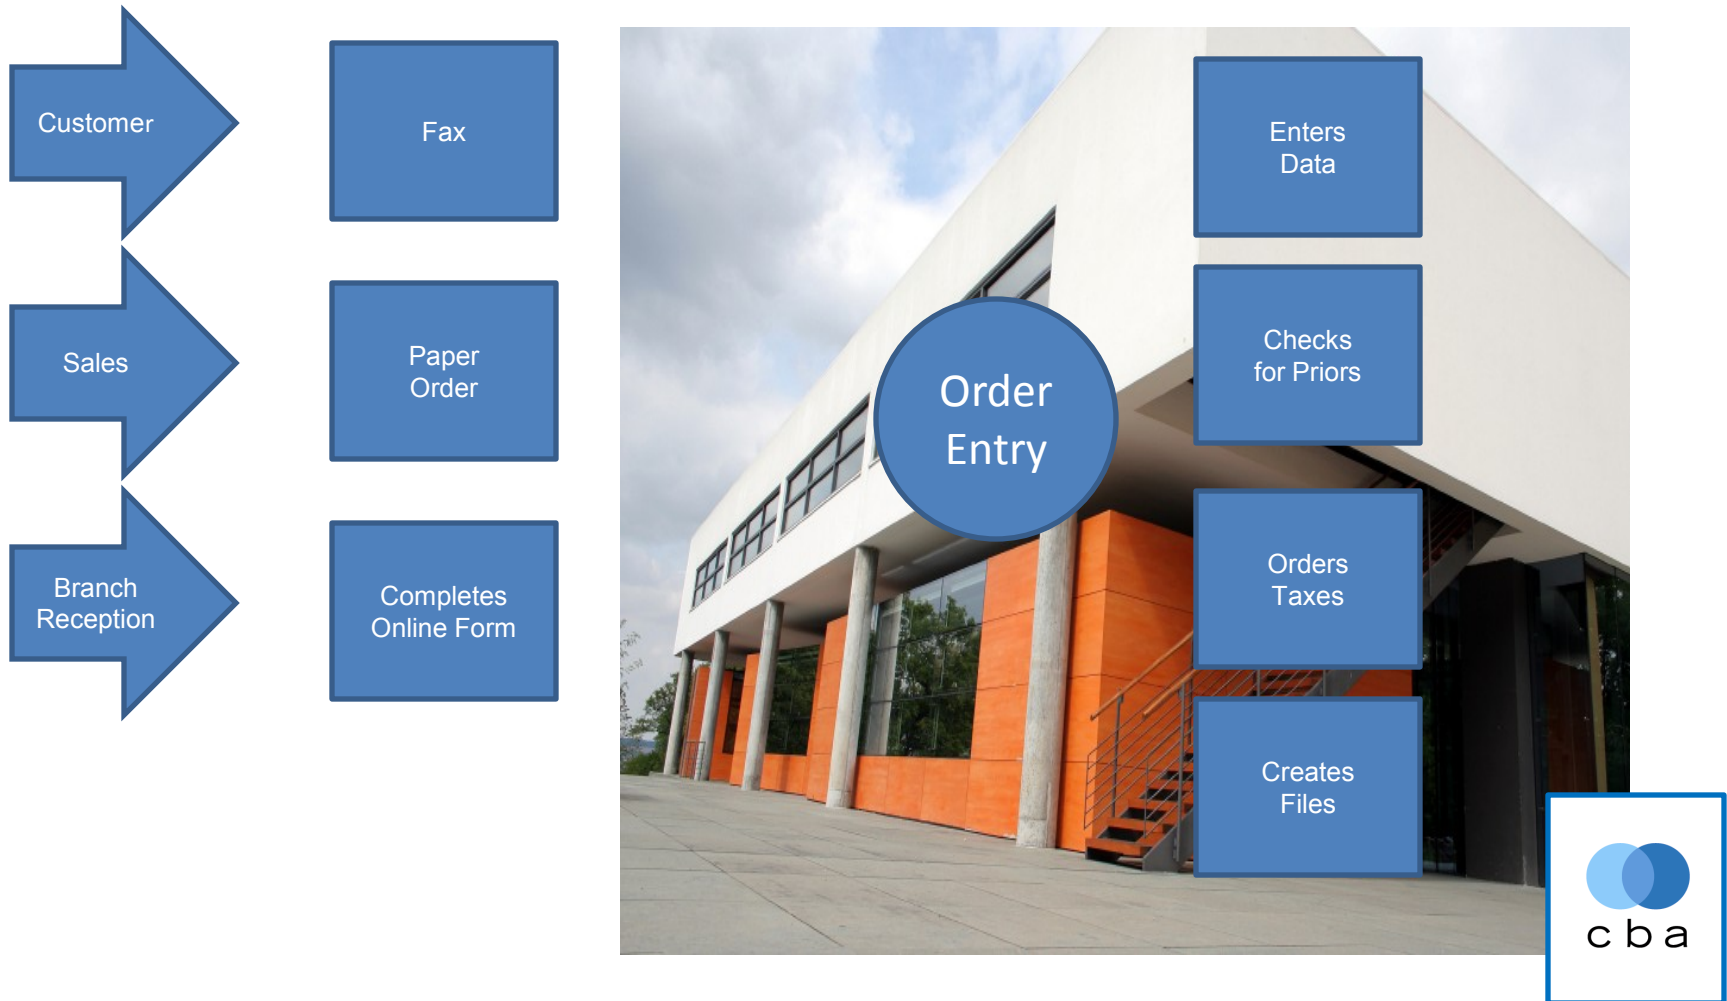 Customer
Fax
Sales
Paper
Order
Branch
Reception
Completes
Online Form
Order
Entry
Enters
Data
Checks
for Priors
Orders
Taxes
Creates
Files
cba